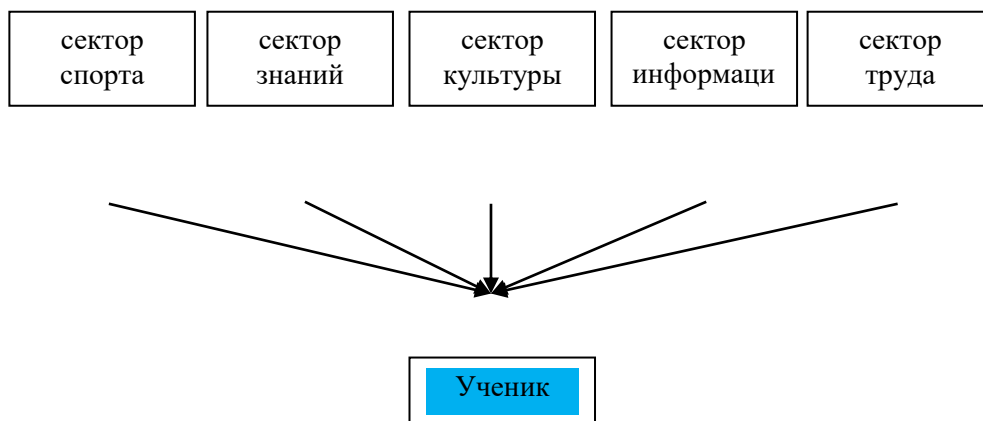 сектор
спорта
сектор
знаний
сектор
культуры
сектор
информаци
сектор
труда
Ученик